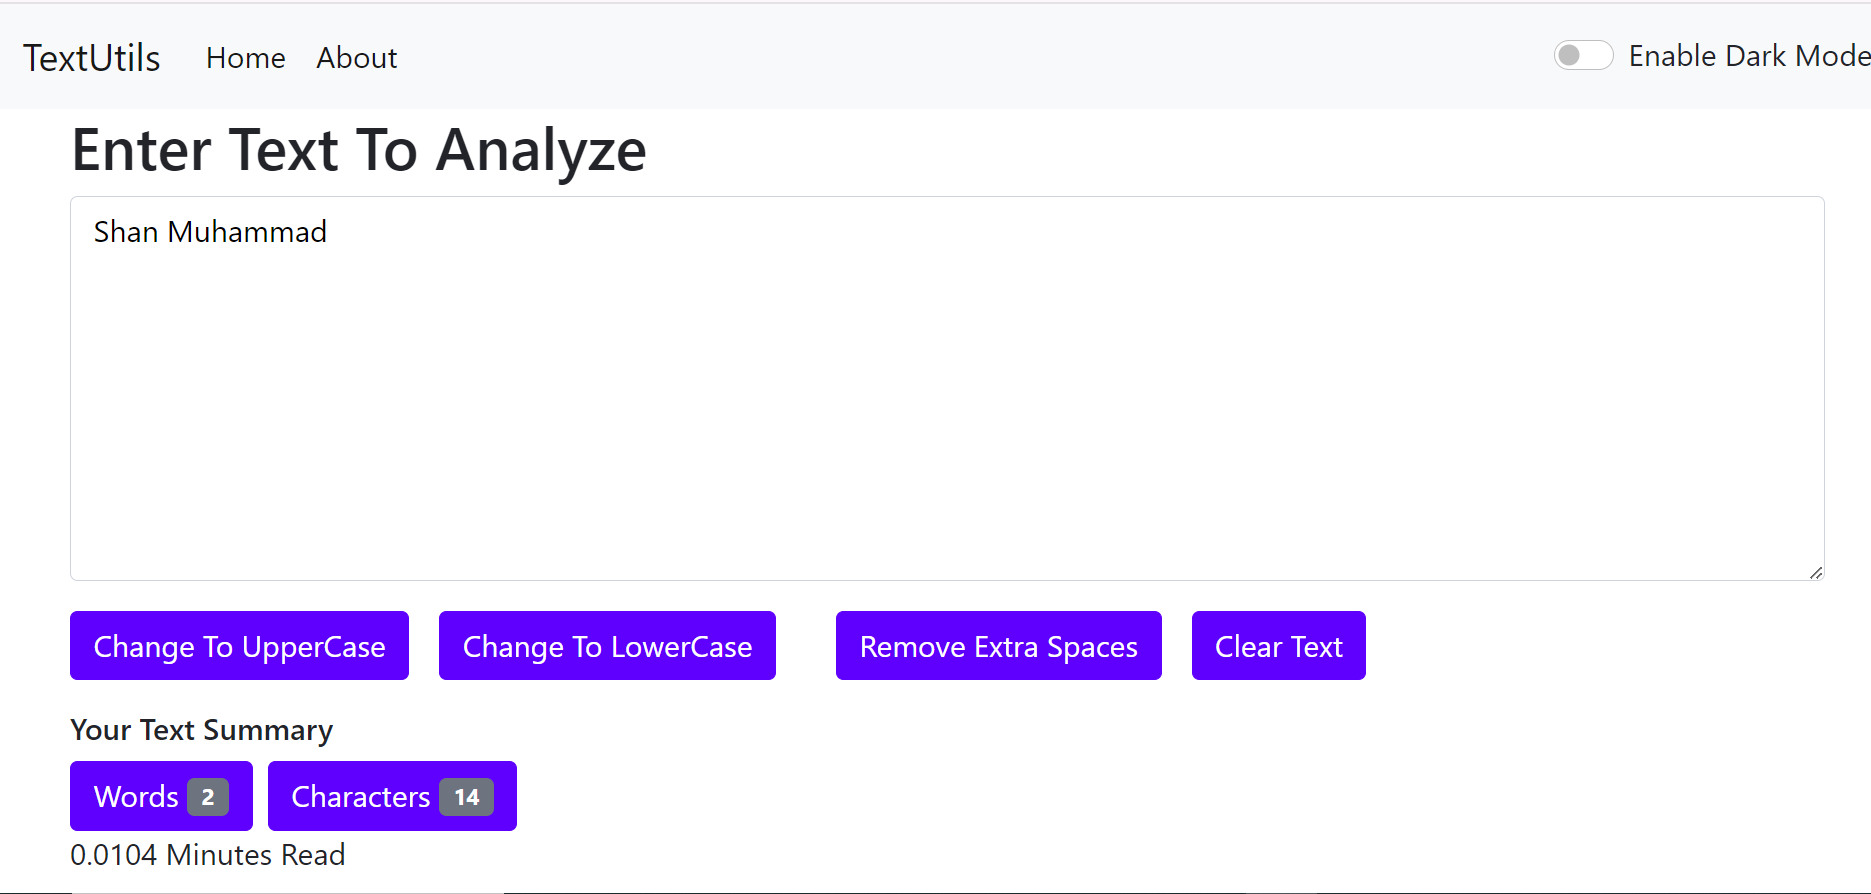 TextUtils Home About Enable Dark Mode
Enter Text To Analyze
Shan Muhammad
Change To UpperCase Change To LowerCase Remove Extra Spaces Clear Text
Your Text Summary
Words 2 Characters 14
0.0104 Minutes Read